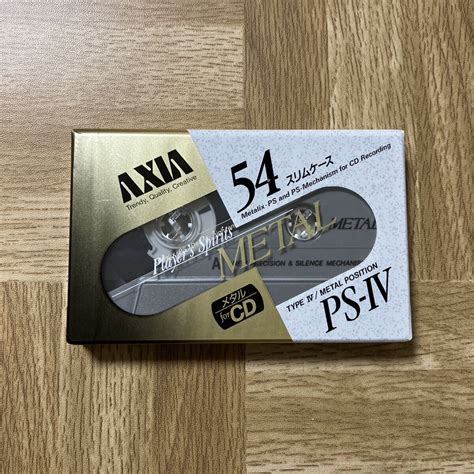 AXIA
Trendy, Quality, Creative
54 スリムケース
Metalix-PS and PS-Mechanism for CD Recording
Player's Spirits
METAL
METAL
PRECISION & SILENCE MECHANISM
メタル
for CD
TYPE IV / METAL POSITION
PS-IV